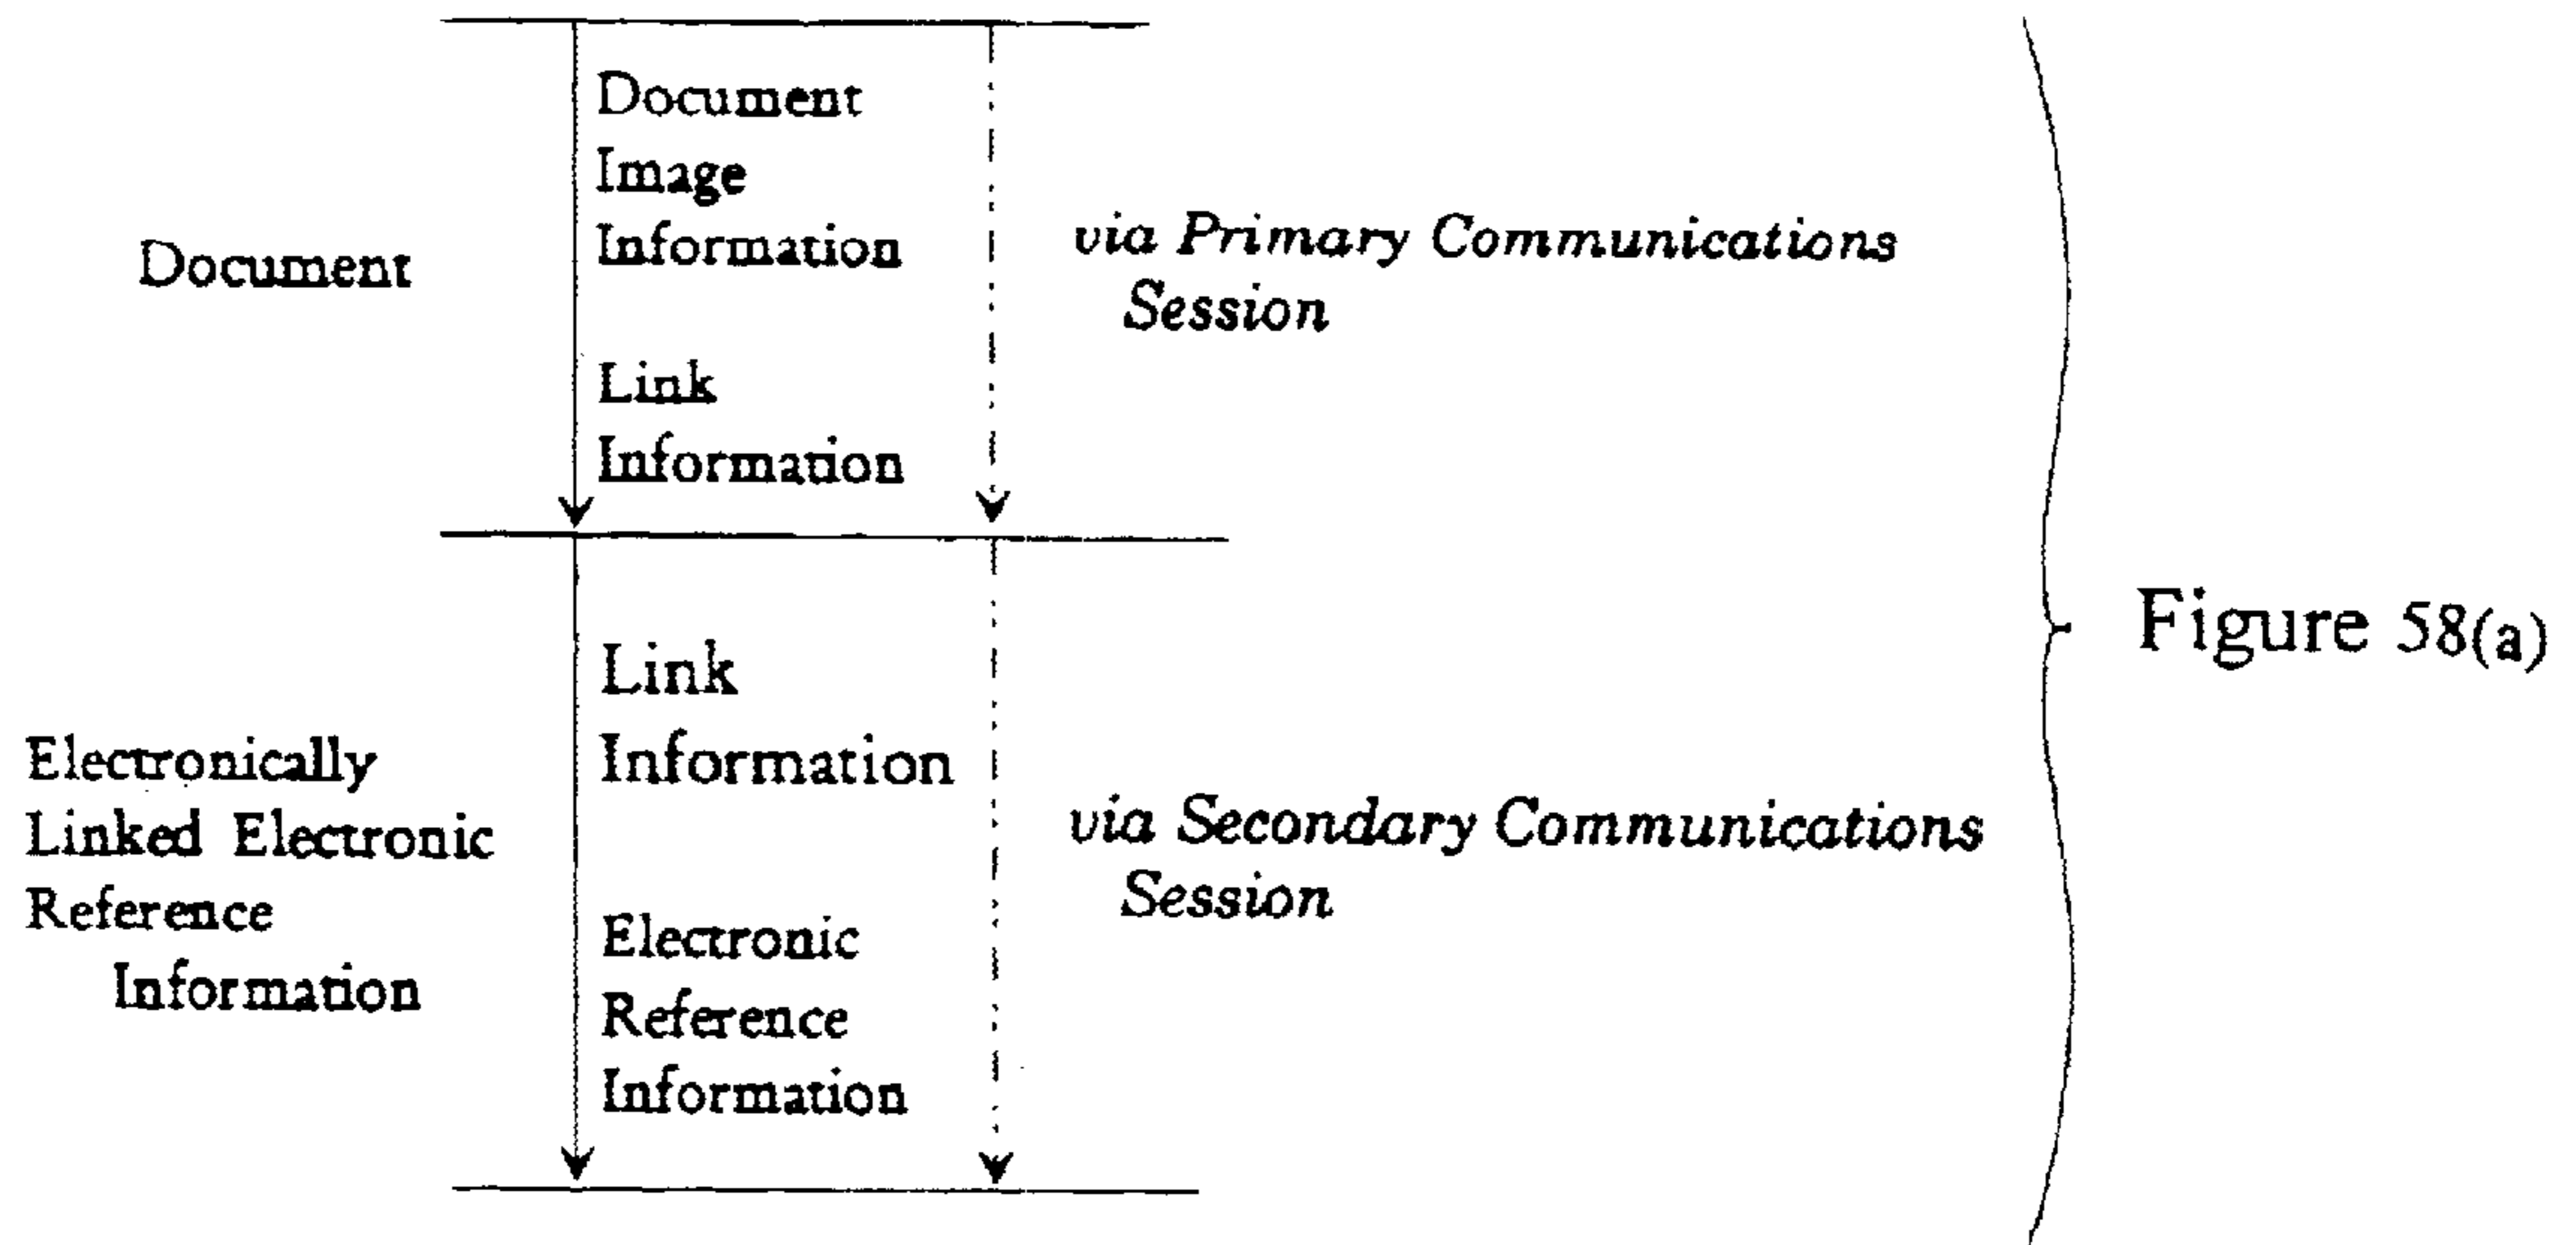 Document
Document
Image
Information
Link
Information
via Primary Communications
Session
Electronically
Linked Electronic
Reference
Information
Link
Information
Electronic
Reference
Information
via Secondary Communications
Session
Figure 58(a)